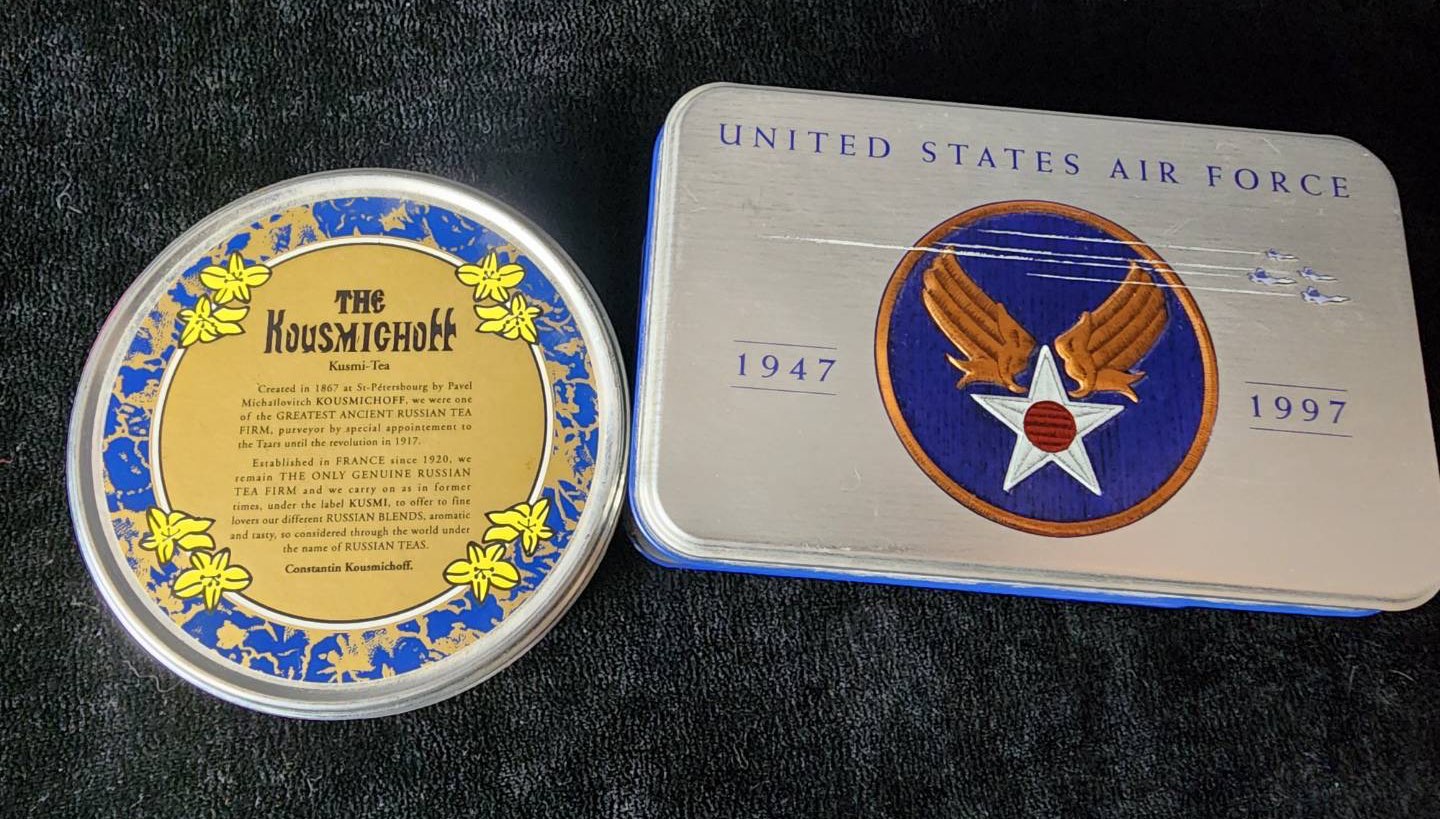 THE
KOUSMICHOFF
Kusmi-Tea
Created in 1867 at St-Pétersbourg by Pavel
Michaïlovitch KOUSMICHOFF, we were one
of the GREATEST ANCIENT RUSSIAN TEA
FIRM, purveyor by special appointement to
the Tzars until the revolution in 1917.
Established in FRANCE since 1920, we
remain THE ONLY GENUINE RUSSIAN
TEA FIRM and we carry on as in former
times, under the label KUSMI, to offer to fine
lovers our different RUSSIAN BLENDS, aromatic
and tasty, so considered through the world under
the name of RUSSIAN TEAS.
Constantin Kousmichoff.
UNITED STATES AIR FORCE
1947
1997